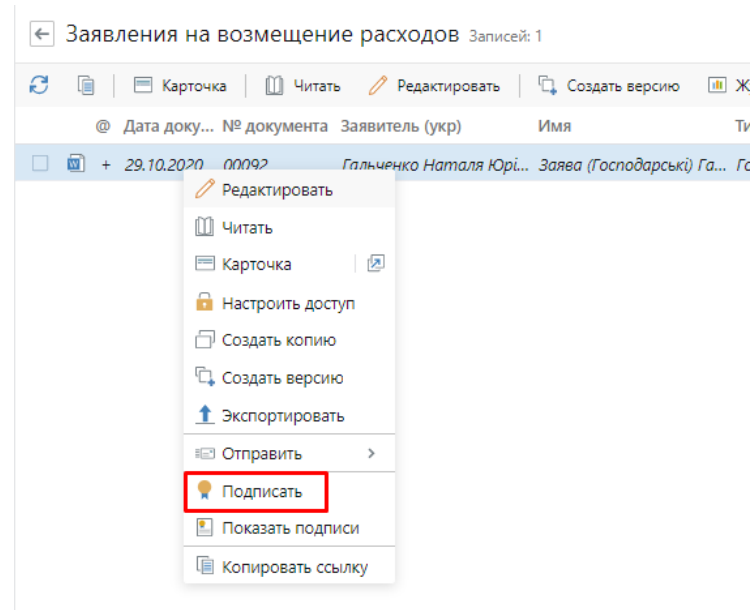 Заявления на возмещение расходов Записей: 1
Карточка Читать Редактировать Создать версию Ж
@ Дата доку... № документа Заявитель (укр) Имя Ти
+ 29.10.2020 00092 Гальченко Наталя Юрі... Заява (Господарські) Га... Го
Редактировать
Читать
Карточка
Настроить доступ
Создать копию
Создать версию
Экспортировать
Отправить >
Подписать
Показать подписи
Копировать ссылку